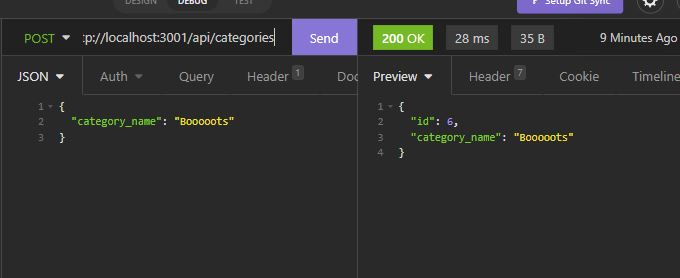 DESIGN DEBUG TEST Setup Git Sync
POST :p://localhost:3001/api/categories Send 200 OK 28 ms 35 B 9 Minutes Ago
JSON Auth Query Header 1 Doc Preview Header 7 Cookie Timeline
1 {
2 "category_name": "Booooots"
3 }
1 {
2 "id": 6,
3 "category_name": "Booooots"
4 }